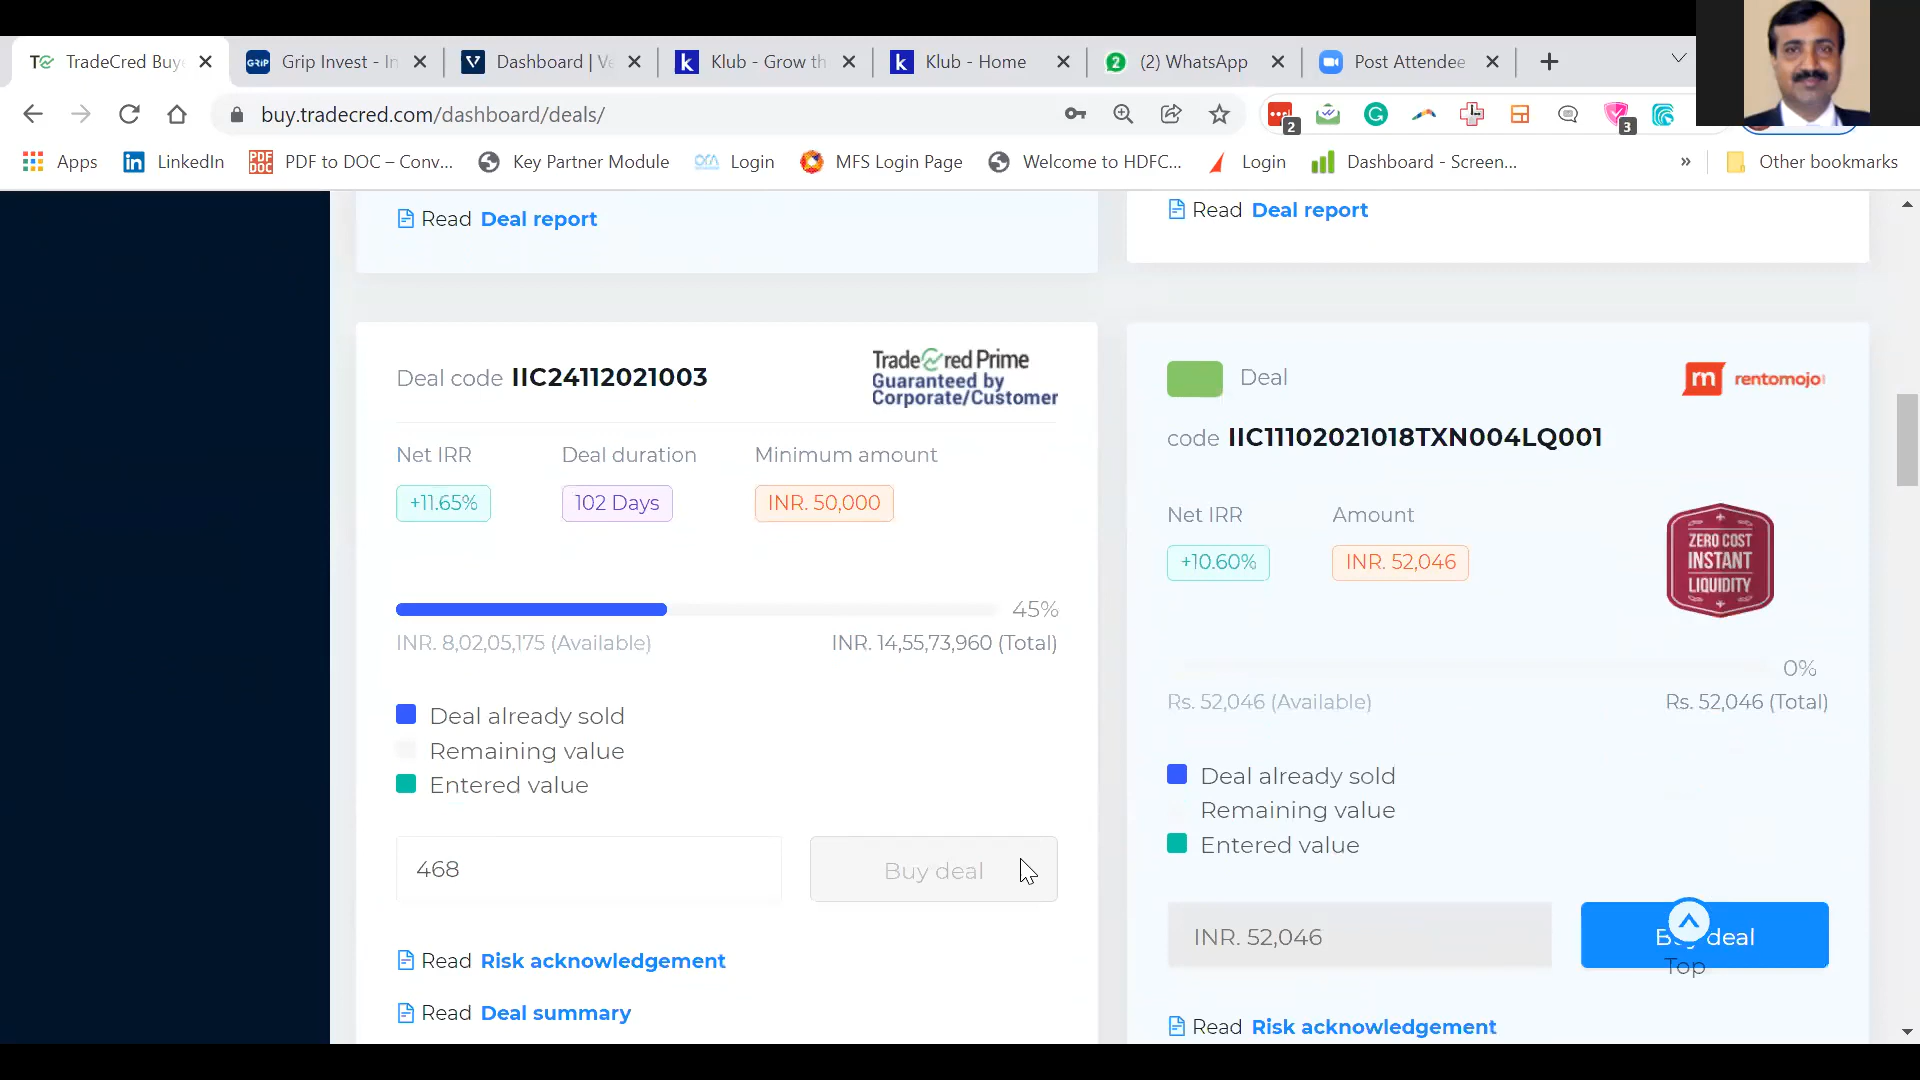 TradeCred Buye
Grip Invest - In
Dashboard | Ve
Klub - Grow th
Klub - Home
(2) WhatsApp
Post Attendee
buy.tradecred.com/dashboard/deals/
2
3
Apps
LinkedIn
PDF to DOC – Conv...
Key Partner Module
Login
MFS Login Page
Welcome to HDFC...
Login
Dashboard - Screen...
»
Other bookmarks
Read Deal report
Read Deal report
Deal code IIC24112021003
TradeCred Prime
Guaranteed by
Corporate/Customer
Net IRR
Deal duration
Minimum amount
+11.65%
102 Days
INR. 50,000
45%
INR. 8,02,05,175 (Available)
INR. 14,55,73,960 (Total)
Deal already sold
Remaining value
Entered value
468
Buy deal
Read Risk acknowledgement
Read Deal summary
Deal
rentomojo
code IIC11102021018TXN004LQ001
Net IRR
Amount
+10.60%
INR. 52,046
ZERO COST
INSTANT
LIQUIDITY
0%
Rs. 52,046 (Available)
Rs. 52,046 (Total)
Deal already sold
Remaining value
Entered value
INR. 52,046
Buy deal
Top
Read Risk acknowledgement